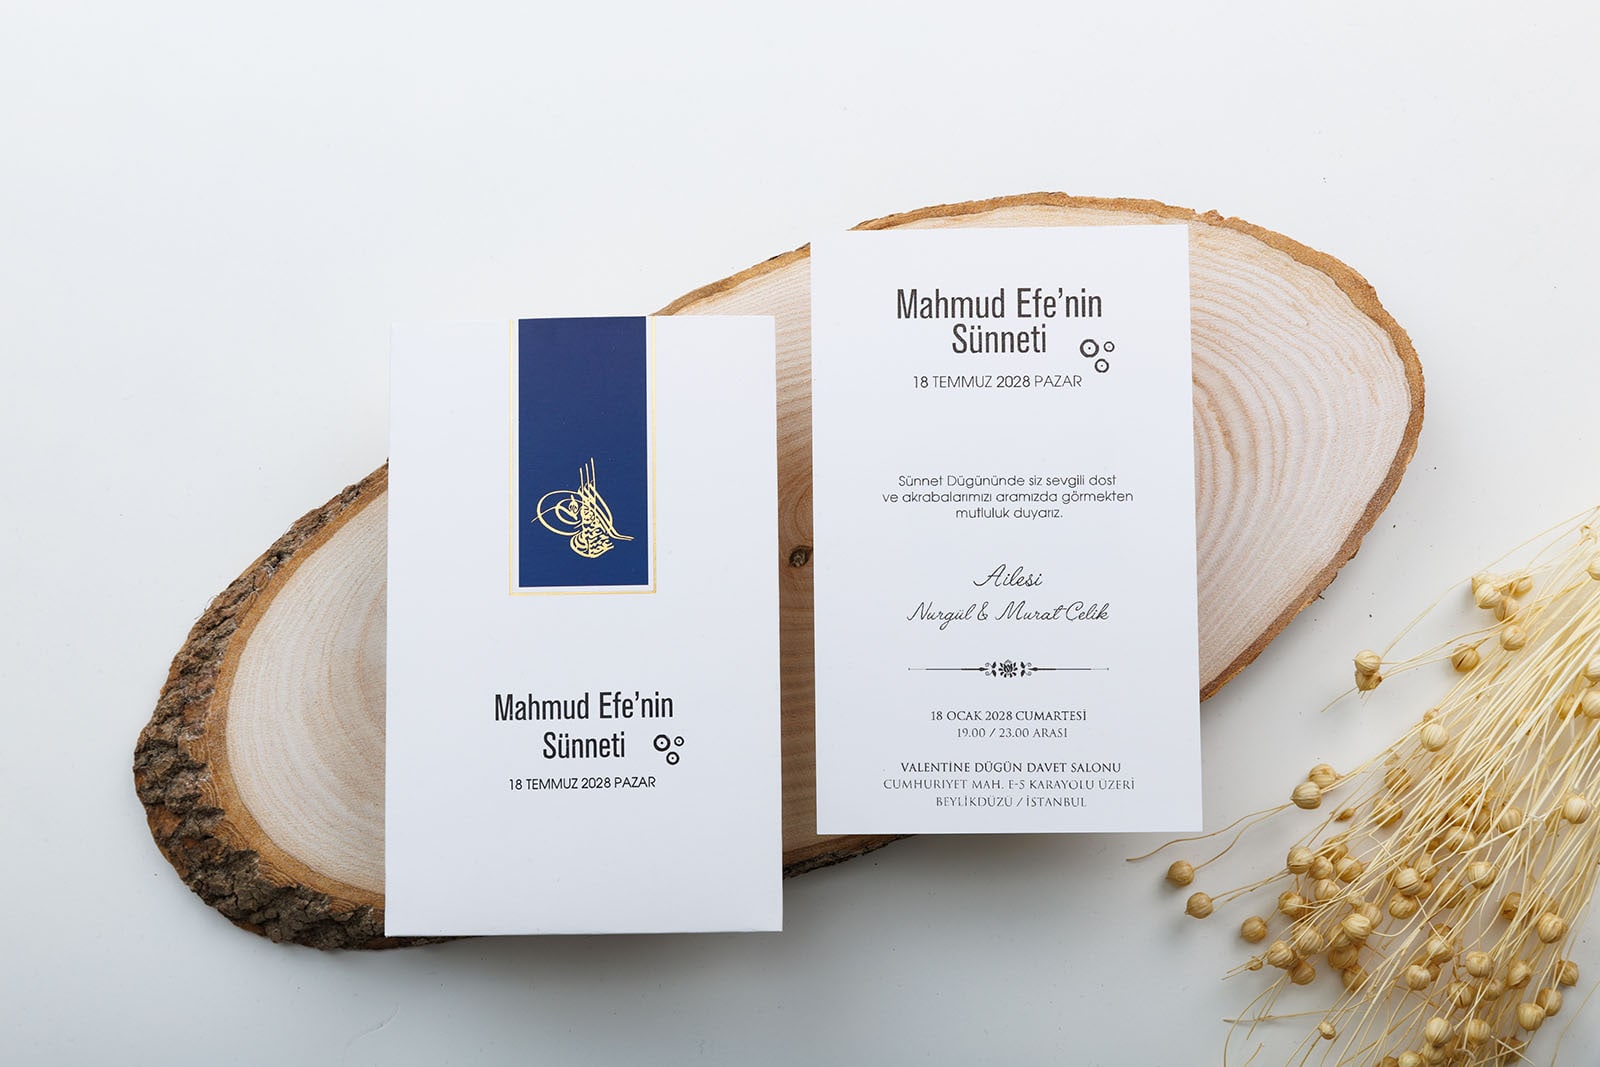 Mahmud Efe'nin
Sünneti
18 TEMMUZ 2028 PAZAR
Mahmud Efe'nin
Sünneti
18 TEMMUZ 2028 PAZAR
Sünnet Dügününde siz sevgili dost
ve akrabalarımızı aramızda görmekten
mutluluk duyarız.
Ailesi
Nurgül & Murat Çelik
18 OCAK 2028 CUMARTESİ
19.00 / 23.00 ARASI
VALENTINE DÜGÜN DAVET SALONU
CUMHURIYET MAH. E-5 KARAYOLU ÜZERİ
BEYLİKDÜZÜ / İSTANBUL